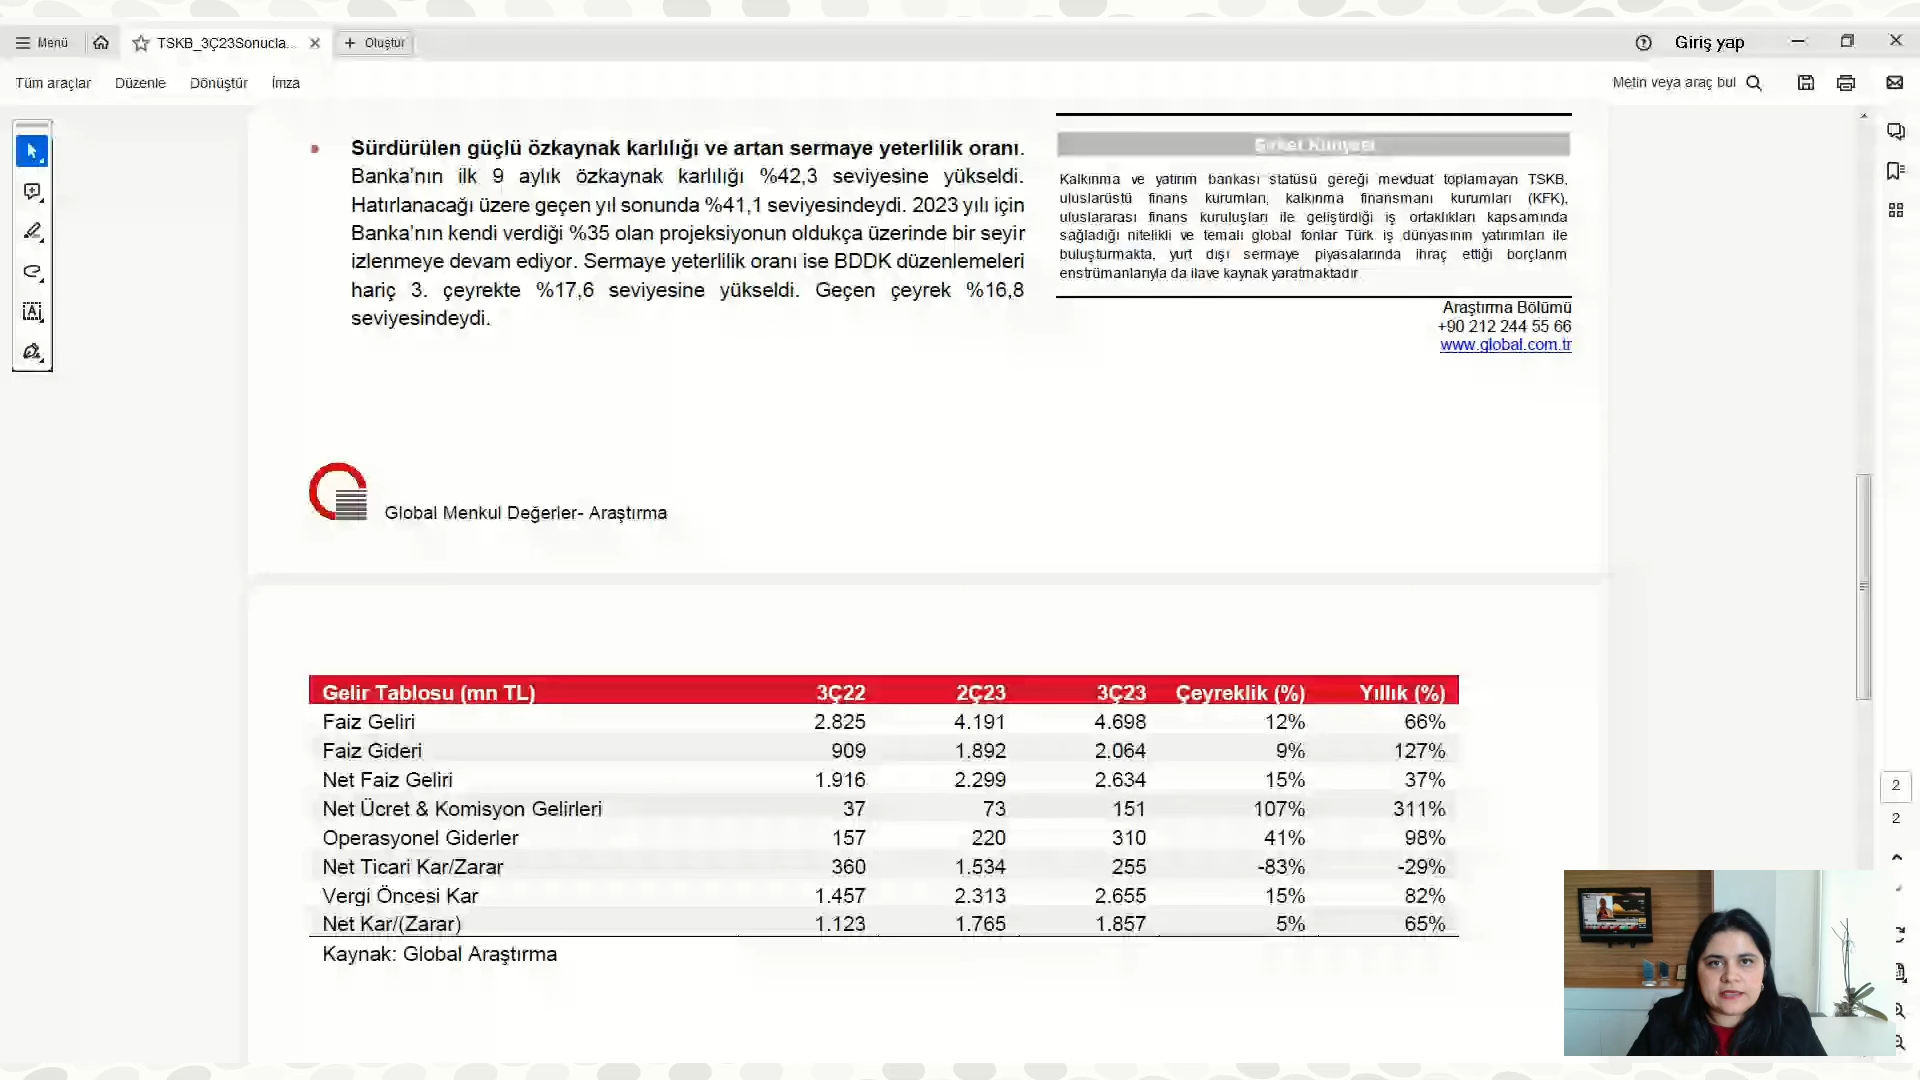 Menü
TSKB_3Ç23Sonucla...
Oluştur
Giriş yap
Tüm araçlar
Düzenle
Dönüştür
İmza
Metin veya araç bul
Sürdürülen güçlü özkaynak karlılığı ve artan sermaye yeterlilik oranı.
Banka’nın ilk 9 aylık özkaynak karlılığı %42,3 seviyesine yükseldi.
Hatırlanacağı üzere geçen yıl sonunda %41,1 seviyesindeydi. 2023 yılı için
Banka’nın kendi verdiği %35 olan projeksiyonun oldukça üzerinde bir seyir
izlenmeye devam ediyor. Sermaye yeterlilik oranı ise BDDK düzenlemeleri
hariç 3. çeyrekte %17,6 seviyesine yükseldi. Geçen çeyrek %16,8
seviyesindeydi.
Şirket Künyesi
Kalkınma ve yatırım bankası statüsü gereği mevduat toplamayan TSKB,
uluslarüstü finans kurumları, kalkınma finansmanı kurumları (KFK),
uluslararası finans kuruluşları ile geliştirdiği iş ortaklıkları kapsamında
sağladığı nitelikli ve temalı global fonlar Türk iş dünyasının yatırımları ile
buluşturmakta, yurt dışı sermaye piyasalarında ihraç ettiği borçlanm
enstrümanlarıyla da ilave kaynak yaratmaktadır
Araştırma Bölümü
+90 212 244 55 66
www.global.com.tr
Global Menkul Değerler- Araştırma
Gelir Tablosu (mn TL) 3Ç22 2Ç23 3Ç23 Çeyreklik (%) Yıllık (%)
Faiz Geliri 2.825 4.191 4.698 12% 66%
Faiz Gideri 909 1.892 2.064 9% 127%
Net Faiz Geliri 1.916 2.299 2.634 15% 37%
Net Ücret & Komisyon Gelirleri 37 73 151 107% 311%
Operasyonel Giderler 157 220 310 41% 98%
Net Ticari Kar/Zarar 360 1.534 255 -83% -29%
Vergi Öncesi Kar 1.457 2.313 2.655 15% 82%
Net Kar/(Zarar) 1.123 1.765 1.857 5% 65%
Kaynak: Global Araştırma
2
2